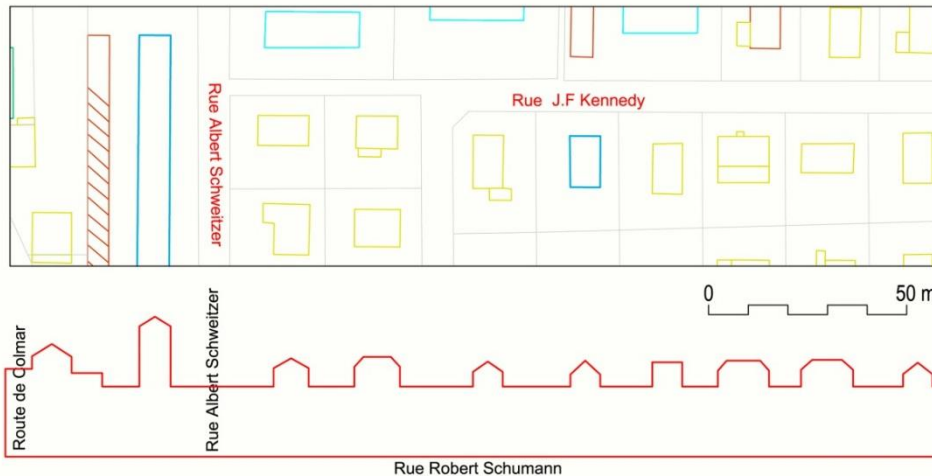 Rue J.F Kennedy
Rue Albert Schweitzer
0 50 m
Route de Colmar
Rue Albert Schweitzer
Rue Robert Schumann